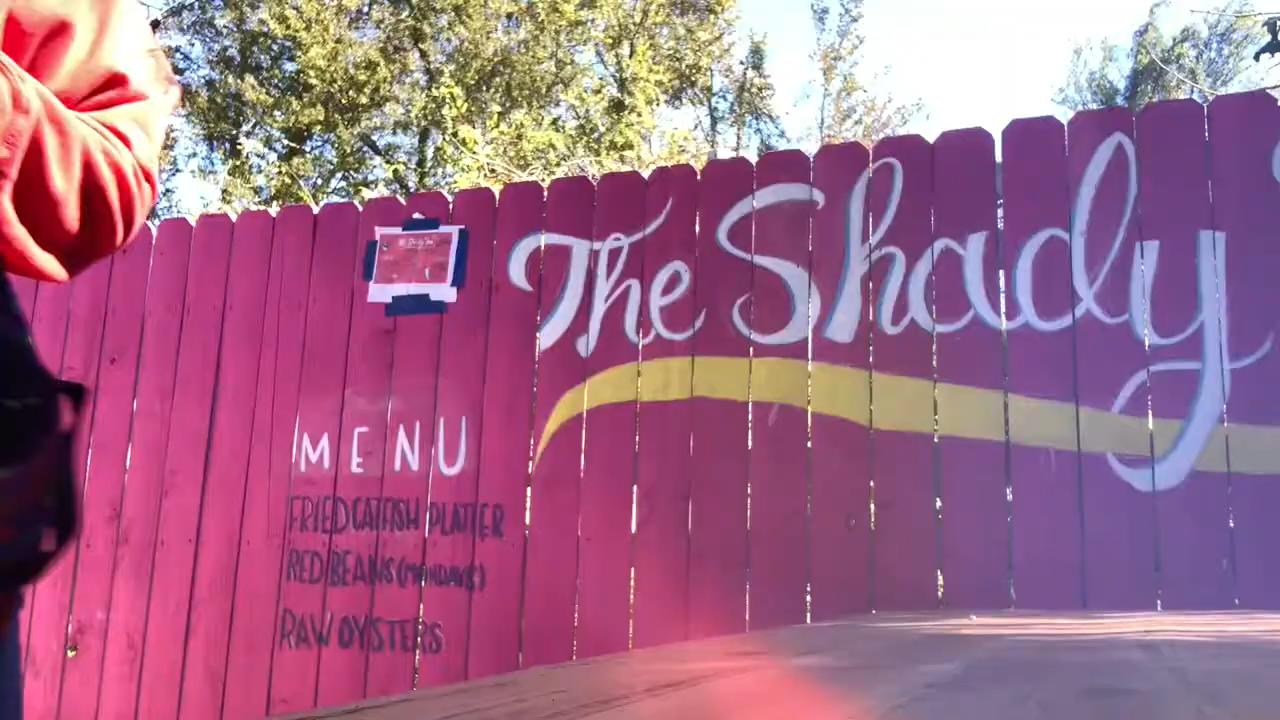 The Shady
MENU
FRIED CATFISH PLATTER
RED BEANS (MONDAYS)
RAW OYSTERS